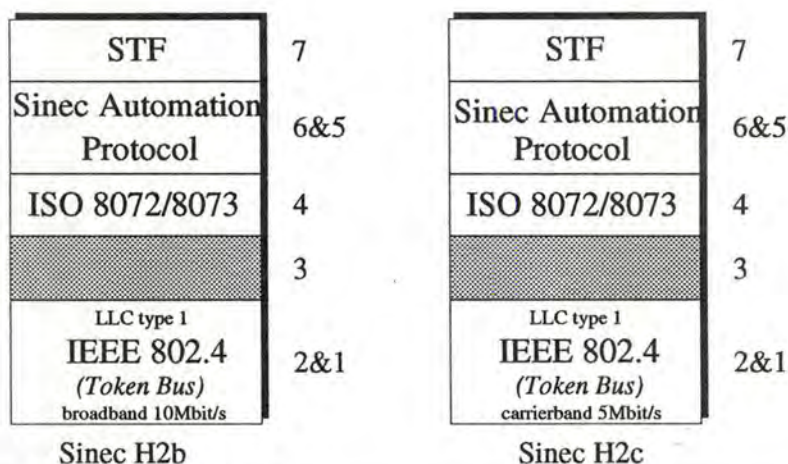 STF
7
Sinec Automation
Protocol
6&5
ISO 8072/8073
4
3
LLC type 1
IEEE 802.4
(Token Bus)
broadband 10Mbit/s
2&1
Sinec H2b
STF
7
Sinec Automation
Protocol
6&5
ISO 8072/8073
4
3
LLC type 1
IEEE 802.4
(Token Bus)
carrierband 5Mbit/s
2&1
Sinec H2c